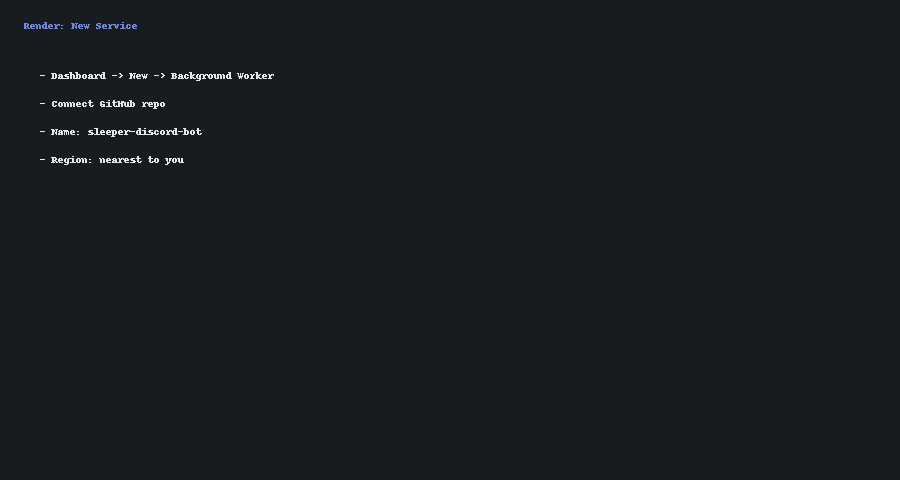 Render: New Service
- Dashboard -> New -> Background Worker
- Connect GitHub repo
- Name: sleeper-discord-bot
- Region: nearest to you